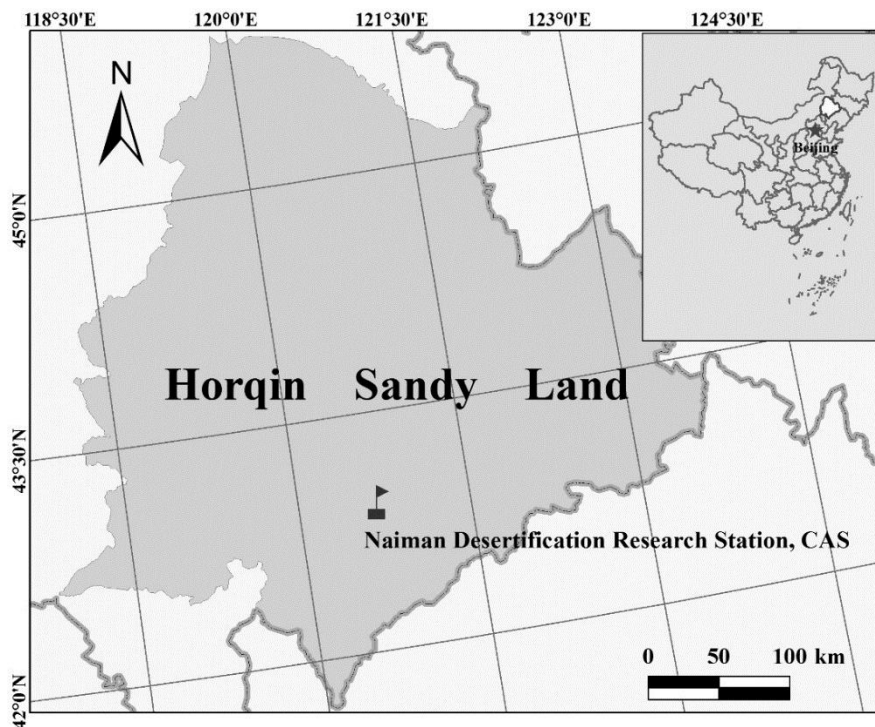 118°30'E 120°0'E 121°30'E 123°0'E 124°30'E
N
Beijing
45°0'N
Horqin Sandy Land
43°30'N
Naiman Desertification Research Station, CAS
0 50 100 km
42°0'N